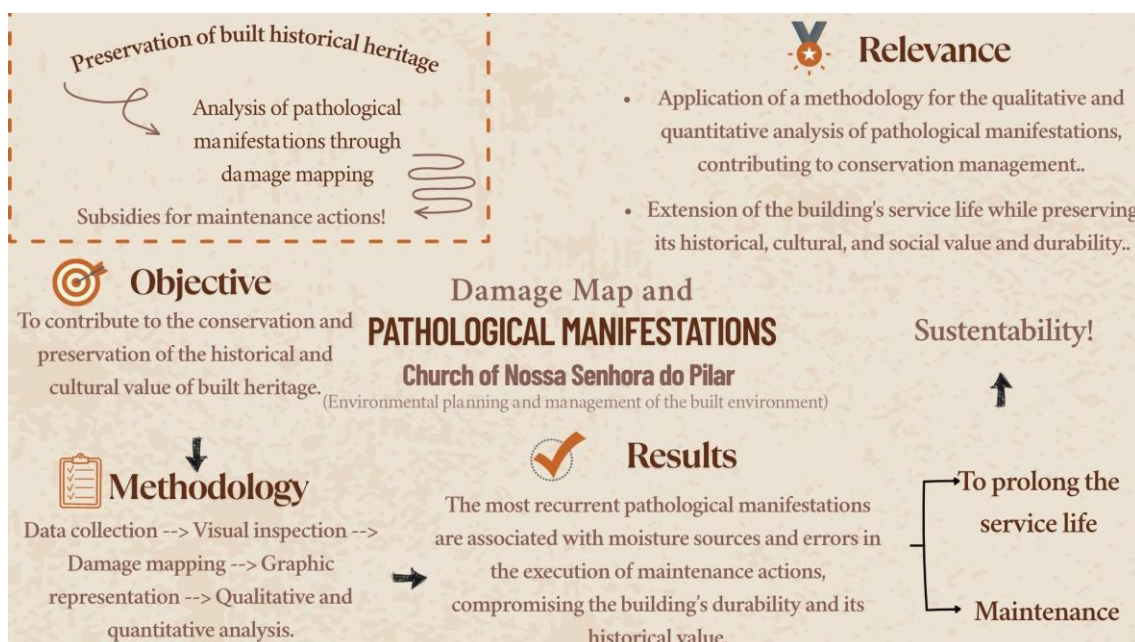 Preservation of built historical heritage
Analysis of pathological
manifestations through
damage mapping
Subsidies for maintenance actions!
Relevance
• Application of a methodology for the qualitative and
quantitative analysis of pathological manifestations,
contributing to conservation management..
• Extension of the building's service life while preserving
its historical, cultural, and social value and durability..
Objective
To contribute to the conservation and
preservation of the historical and
cultural value of built heritage.
Damage Map and
PATHOLOGICAL MANIFESTATIONS
Church of Nossa Senhora do Pilar
(Environmental planning and management of the built environment)
Sustentability!
Methodology
Data collection --> Visual inspection -->
Damage mapping --> Graphic
representation --> Qualitative and
quantitative analysis.
Results
The most recurrent pathological manifestations
are associated with moisture sources and errors in
the execution of maintenance actions,
compromising the building’s durability and its
historical value.
To prolong the
service life
Maintenance